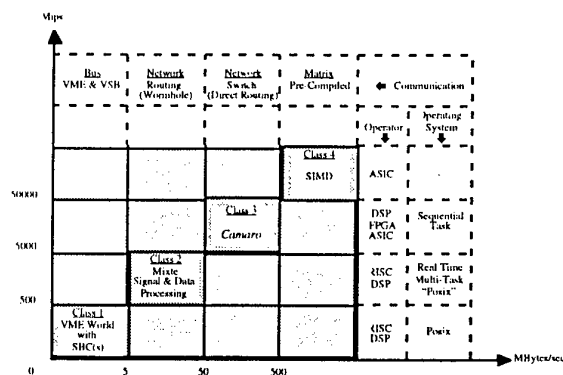 Mips
Bus
VME & VSB
Network
Routing
(Wormhole)
Network
Switch
(Direct Routing)
Matrix
Pre-Compiled
Communication
Operator
Operating
System
Class 4
SIMD
ASIC
-
50000
Class 3
Camaro
DSP
FPGA
ASIC
Sequential
Task
5000
Class 2
Mixte
Signal & Data
Processing
RISC
DSP
Real Time
Multi-Task
"Posix"
500
Class 1
VME World
with
SBC(s)
RISC
DSP
Posix
0
5
50
500
MBytes/sec